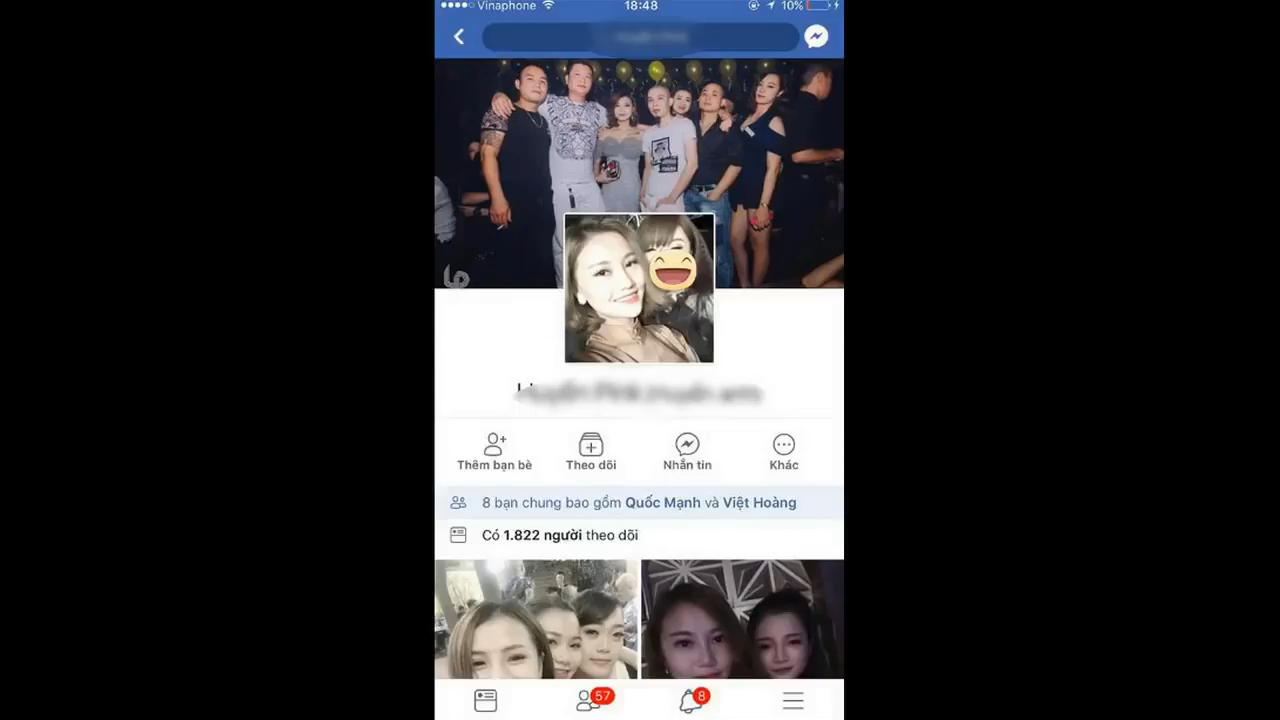 Vinaphone 18:48 10%
Thêm bạn bè Theo dõi Nhắn tin Khác
8 bạn chung bao gồm Quốc Mạnh và Việt Hoàng
Có 1.822 người theo dõi
57 8